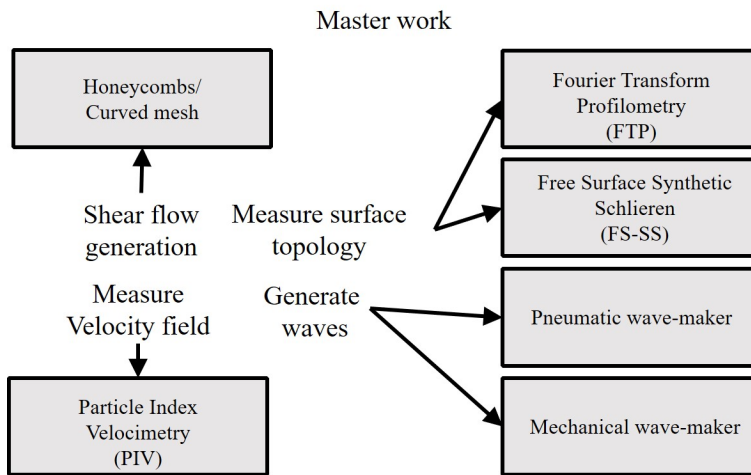 Master work
Honeycombs/
Curved mesh
Fourier Transform
Profilometry
(FTP)
Shear flow
generation
Measure surface
topology
Free Surface Synthetic
Schlieren
(FS-SS)
Measure
Velocity field
Generate
waves
Pneumatic wave-maker
Particle Index
Velocimetry
(PIV)
Mechanical wave-maker